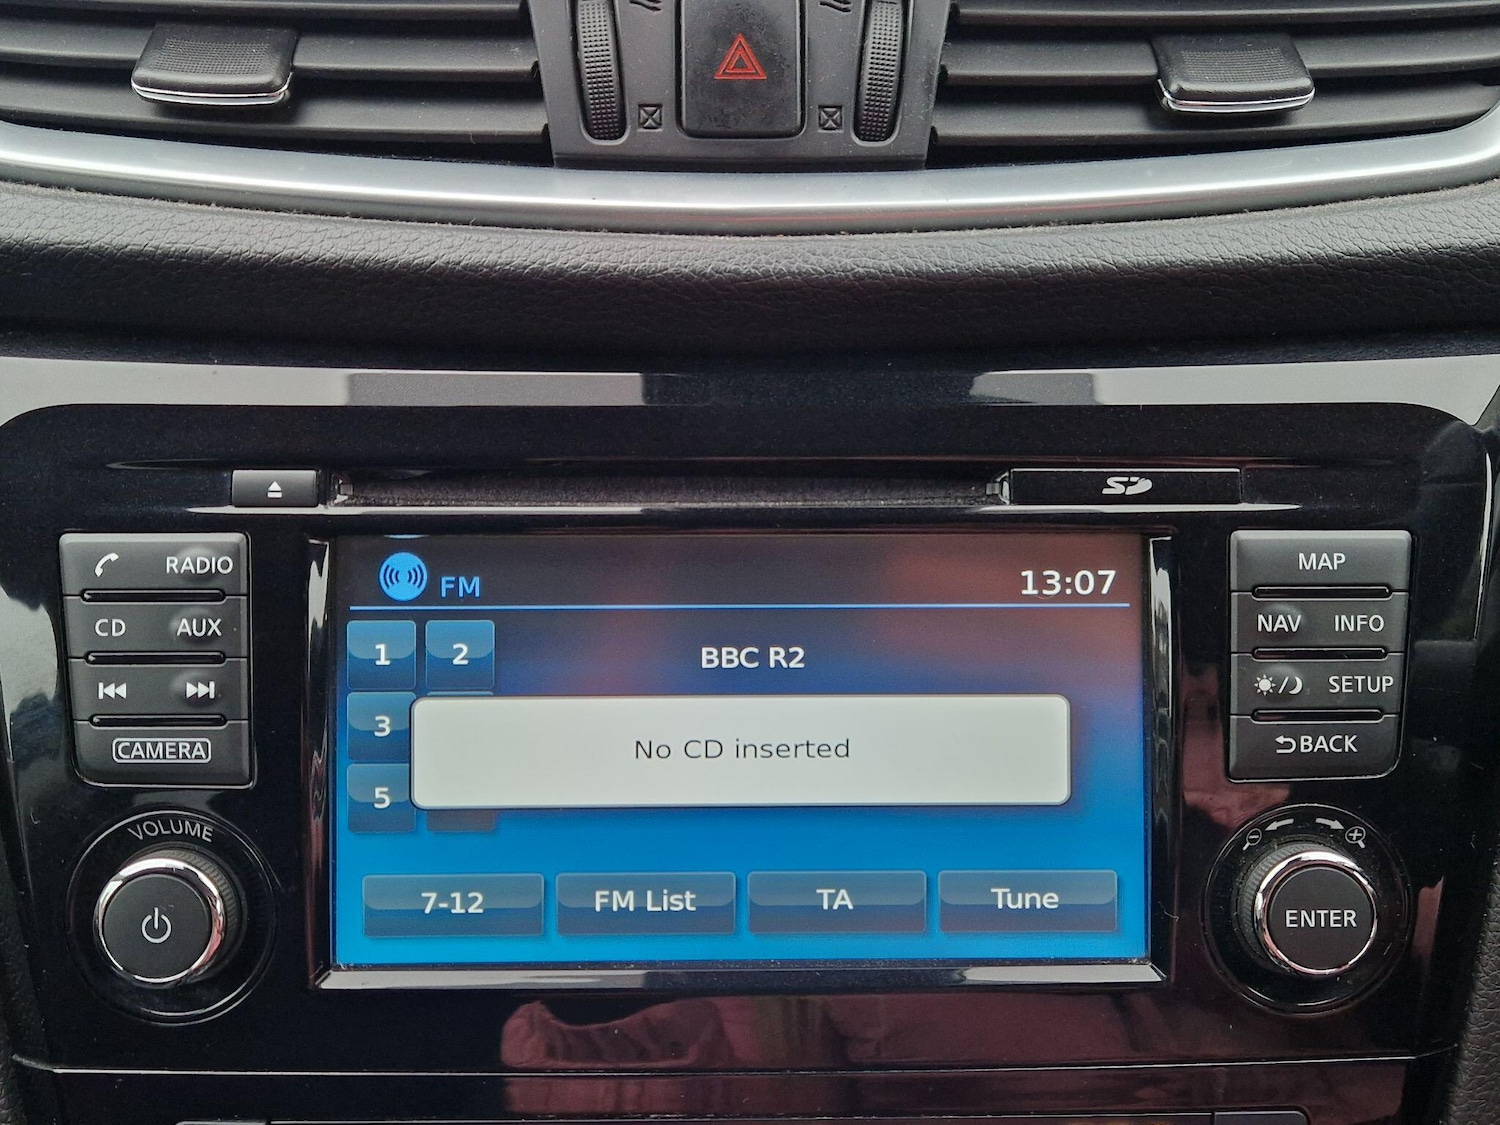 SD
RADIO
CD AUX
CAMERA
VOLUME
FM
13:07
1 2
BBC R2
3
No CD inserted
5
7-12 FM List TA Tune
MAP
NAV INFO
SETUP
BACK
ENTER